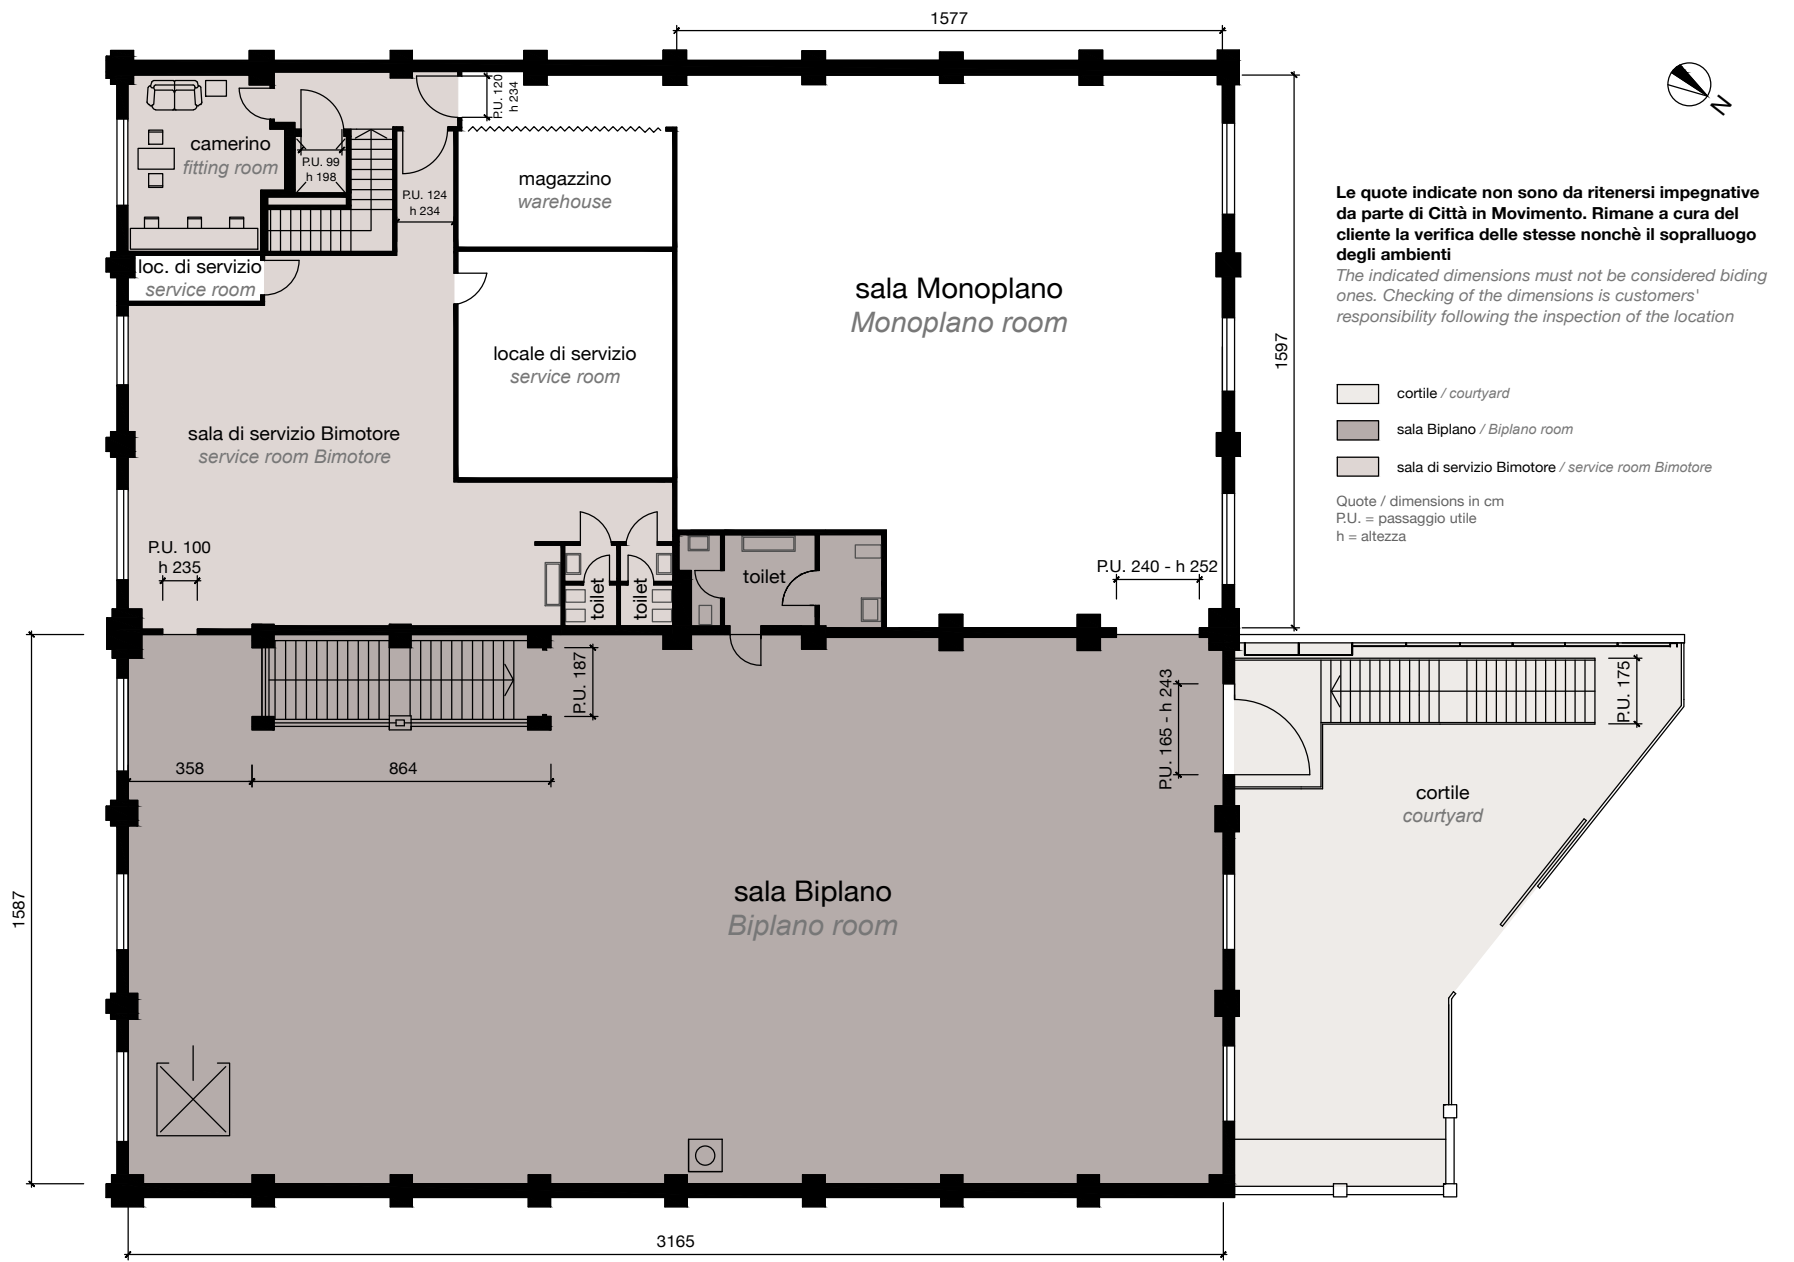 1577
N
P.U. 120
h 234
camerino
fitting room
P.U. 99
h 198
P.U. 124
h 234
magazzino
warehouse
loc. di servizio
service room
sala Monoplano
Monoplano room
1597
locale di servizio
service room
sala di servizio Bimotore
service room Bimotore
P.U. 100
h 235
toilet
toilet
toilet
P.U. 240 - h 252
Le quote indicate non sono da ritenersi impegnative
da parte di Città in Movimento. Rimane a cura del
cliente la verifica delle stesse nonchè il sopralluogo
degli ambienti
The indicated dimensions must not be considered biding
ones. Checking of the dimensions is customers'
responsibility following the inspection of the location
cortile / courtyard
sala Biplano / Biplano room
sala di servizio Bimotore / service room Bimotore
Quote / dimensions in cm
P.U. = passaggio utile
h = altezza
P.U. 187
P.U. 165 - h 243
P.U. 175
358
864
cortile
courtyard
1587
sala Biplano
Biplano room
3165